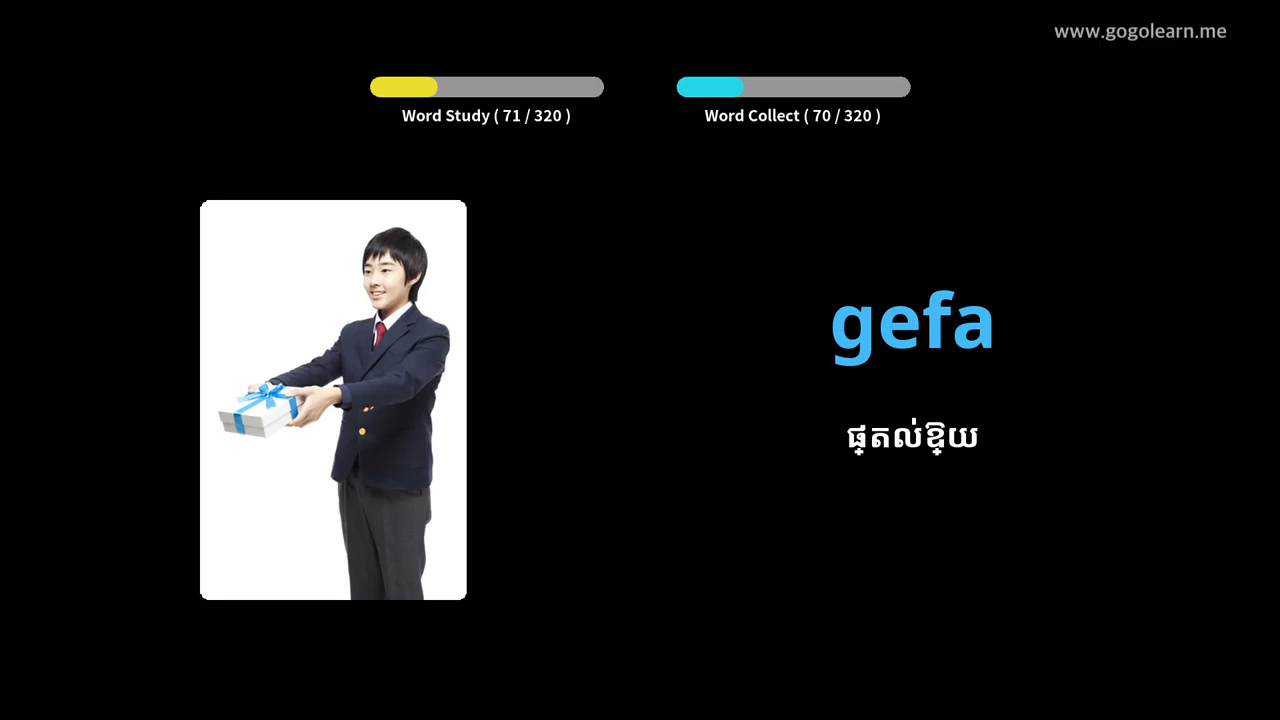 www.gogolearn.me
Word Study ( 71 / 320 )
Word Collect ( 70 / 320 )
gefa
ផ្តល់ឱ្យ